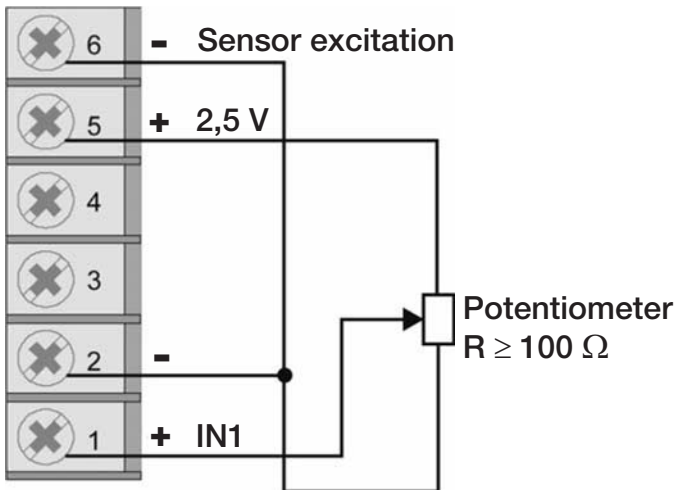 6 - Sensor excitation
5 + 2,5 V
4
3
Potentiometer
R ≥ 100 Ω
2 -
1 + IN1